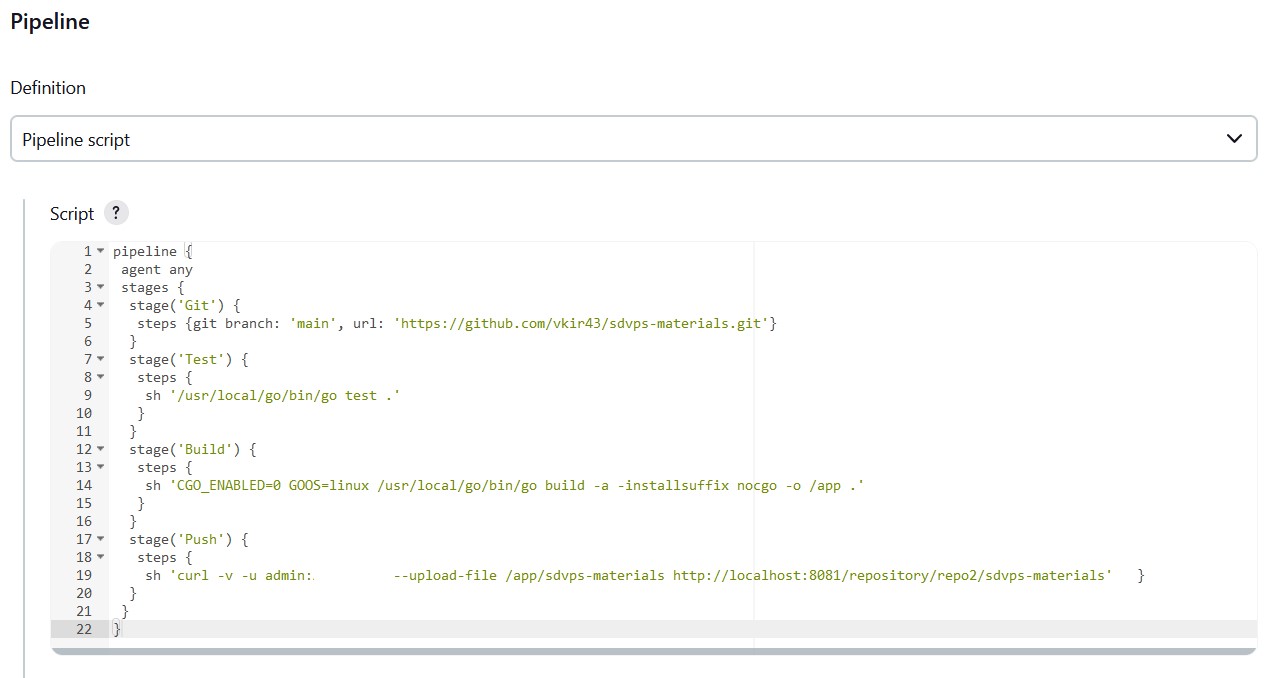 Pipeline
Definition
Pipeline script
Script ?
1 pipeline {
2 agent any
3 stages {
4 stage('Git') {
5 steps {git branch: 'main', url: 'https://github.com/vkir43/sdvps-materials.git'}
6 }
7 stage('Test') {
8 steps {
9 sh '/usr/local/go/bin/go test .'
10 }
11 }
12 stage('Build') {
13 steps {
14 sh 'CGO_ENABLED=0 GOOS=linux /usr/local/go/bin/go build -a -installsuffix nocgo -o /app .'
15 }
16 }
17 stage('Push') {
18 steps {
19 sh 'curl -v -u admin: --upload-file /app/sdvps-materials http://localhost:8081/repository/repo2/sdvps-materials' }
20 }
21 }
22 }